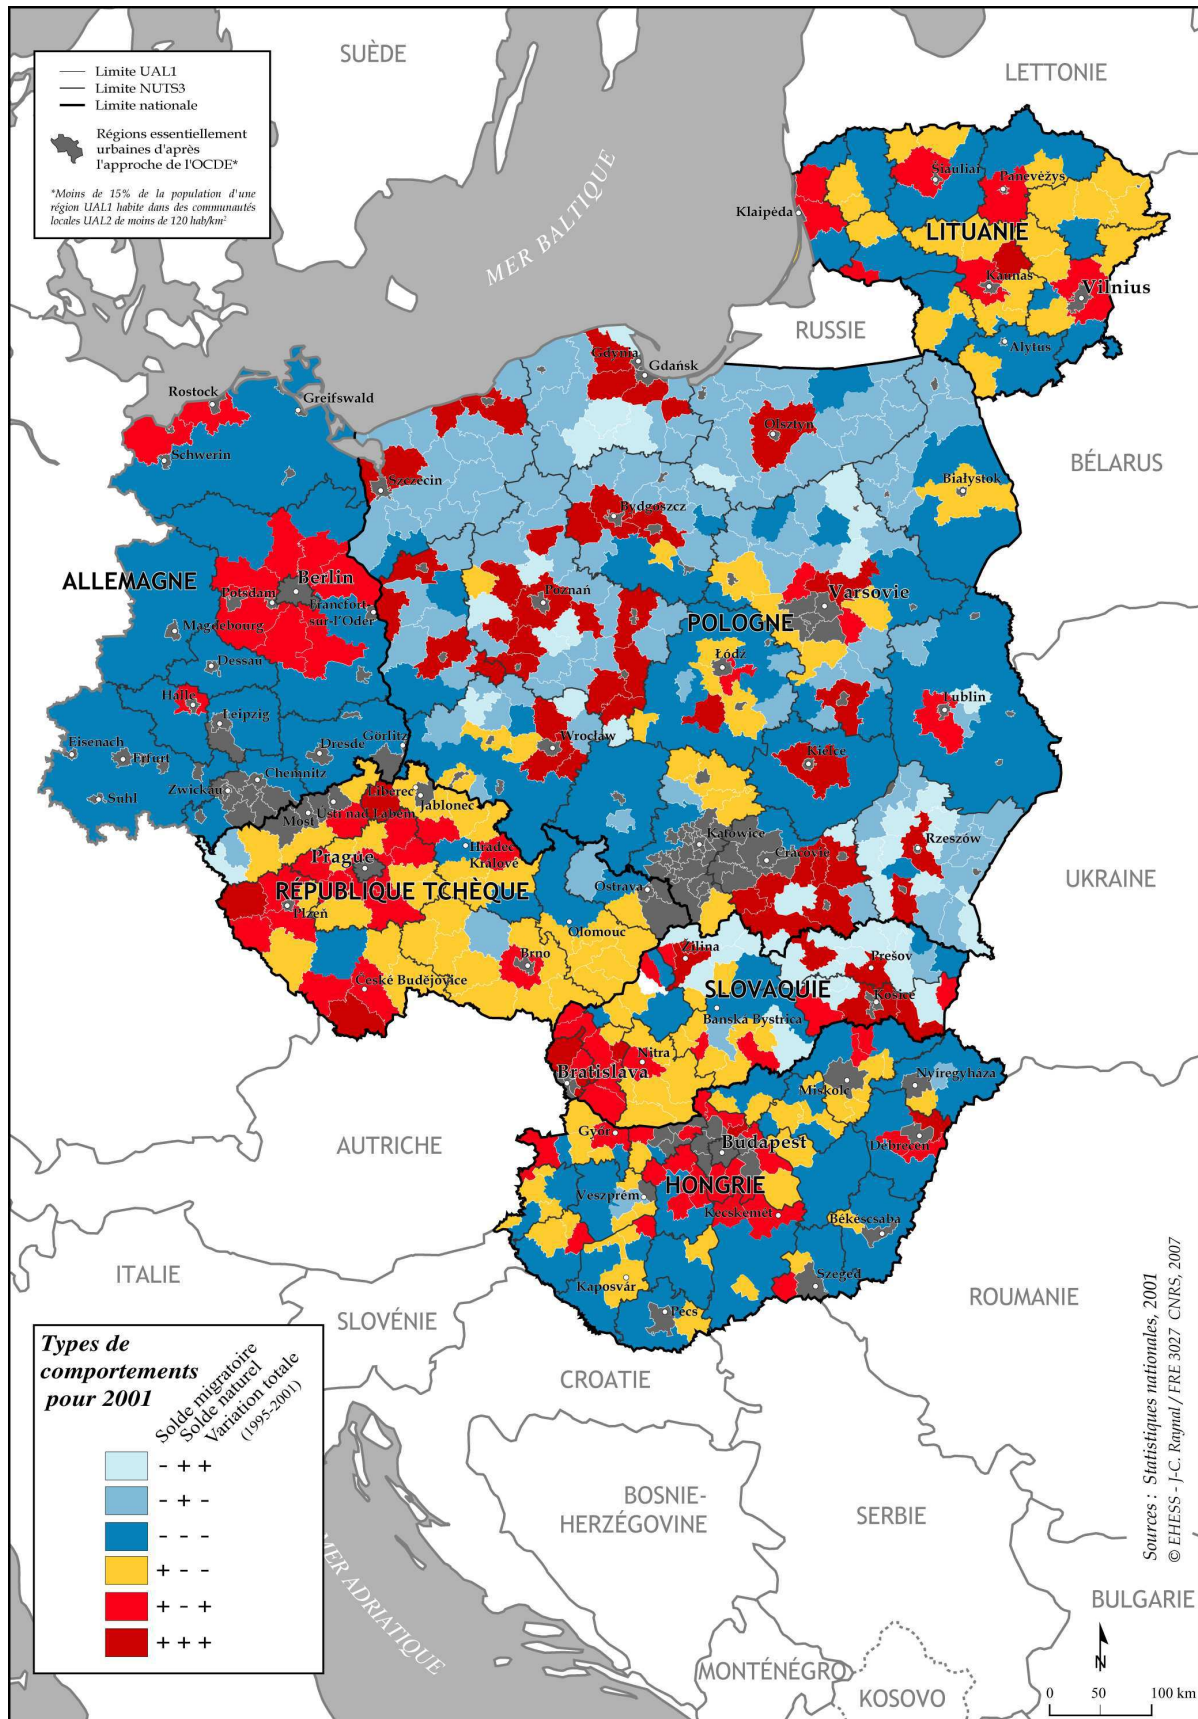 SUÈDE
LETTONIE
Limite UAL1
Limite NUTS3
Limite nationale
Régions essentiellement
urbaines d'après
l'approche de l'OCDE*
*Moins de 15% de la population d'une
région UAL1 habite dans des communautés
locales UAL2 de moins de 120 hab/km²
MER BALTIQUE
Šiauliai
Panevėžys
Klaipėda
LITUANIE
Kaunas
Vilnius
RUSSIE
Alytus
Gdynia
Gdańsk
Rostock
Greifswald
Olsztyn
Schwerin
Szczecin
BÉLARUS
Białystok
Bydgoszcz
ALLEMAGNE
Berlin
Potsdam
Francfort-
sur-l'Oder
Poznań
Varsovie
POLOGNE
Magdebourg
Dessau
Łódź
Halle
Leipzig
Lublin
Eisenach
Erfurt
Dresde
Görlitz
Wrocław
Kielce
Suhl
Zwickau
Chemnitz
Liberec
Jablonec
Most
Ustí nad Labem
Katowice
Cracovie
Rzeszów
Prague
Hradec
Králové
RÉPUBLIQUE TCHÈQUE
Ostrava
UKRAINE
Plzeň
Olomouc
Brno
Žilina
Prešov
České Budějovice
SLOVAQUIE
Košice
Banská Bystrica
Nitra
Bratislava
Miskolc
Nyíregyháza
AUTRICHE
Győr
Budapest
Debrecen
Veszprém
HONGRIE
Kecskemét
Békéscsaba
ITALIE
Kaposvár
Szeged
ROUMANIE
Pécs
SLOVÉNIE
CROATIE
Types de
comportements
pour 2001
Solde migratoire
Solde naturel
Variation totale
(1995-2001)
- + +
- + -
- - -
+ - -
+ - +
+ + +
BOSNIE-
HERZÉGOVINE
SERBIE
MER ADRIATIQUE
BULGARIE
MONTÉNÉGRO
KOSOVO
N
0 50 100 km
Sources : Statistiques nationales, 2001
© EHESS - J-C. Raynal / FRE 3027 CNRS, 2007